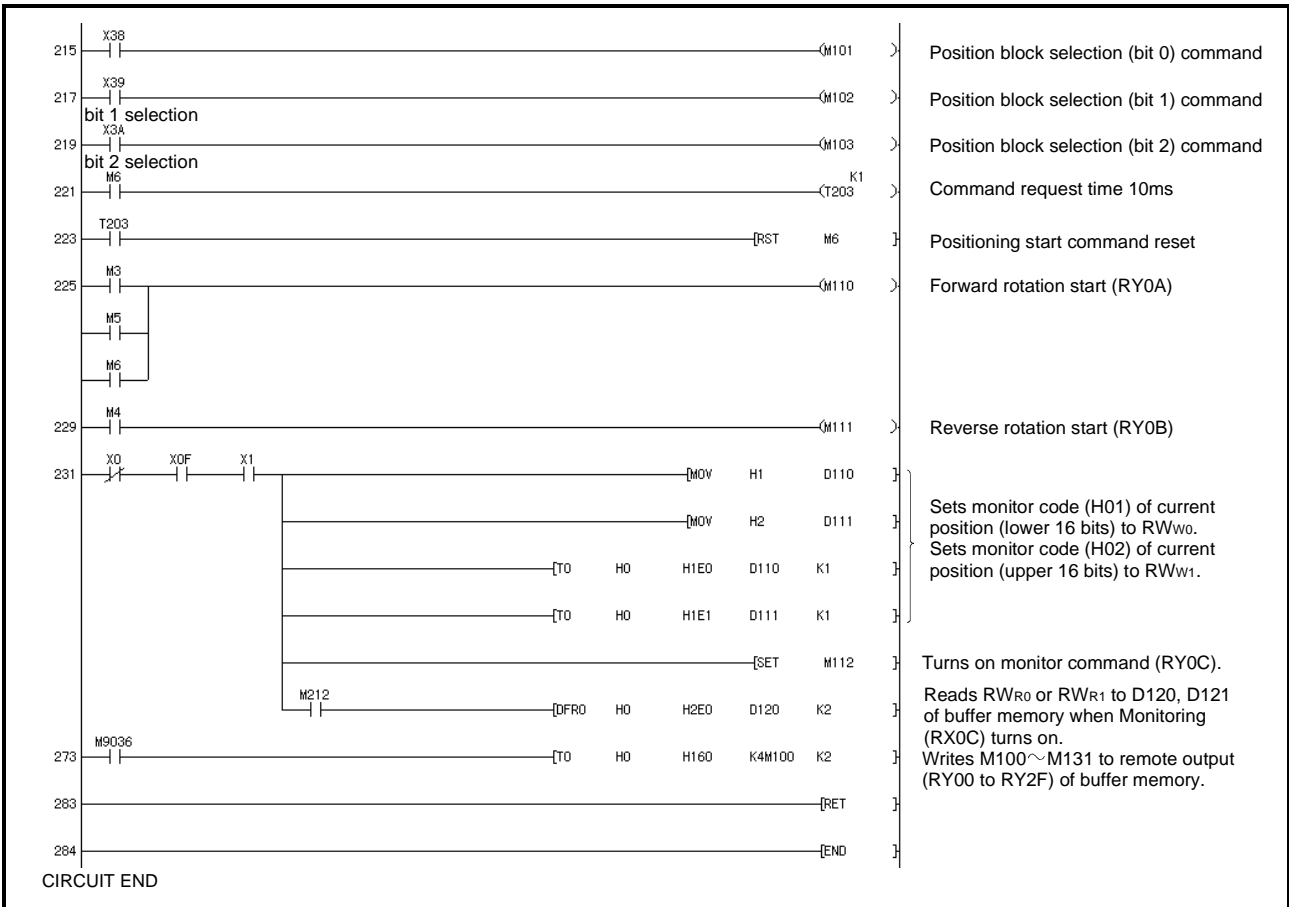 X38
215 (M101 ) Position block selection (bit 0) command
X39
217 (M102 ) Position block selection (bit 1) command
bit 1 selection
X3A
219 (M103 ) Position block selection (bit 2) command
bit 2 selection
M6 K1
221 (T203 ) Command request time 10ms
T203
223 [RST M6 ] Positioning start command reset
M3
225 (M110 ) Forward rotation start (RY0A)
M5
M6
M4
229 (M111 ) Reverse rotation start (RY0B)
X0 X0F X1
231 [MOV H1 D110 ]
Sets monitor code (H01) of current
position (lower 16 bits) to RWW0.
[MOV H2 D111 ]
Sets monitor code (H02) of current
position (upper 16 bits) to RWW1.
[TO H0 H1E0 D110 K1 ]
[TO H0 H1E1 D111 K1 ]
[SET M112 ] Turns on monitor command (RY0C).
M212
[DFRO H0 H2E0 D120 K2 ]
Reads RWR0 or RWR1 to D120, D121
of buffer memory when Monitoring
(RX0C) turns on.
M9036
273 [TO H0 H160 K4M100 K2 ]
Writes M100～M131 to remote output
(RY00 to RY2F) of buffer memory.
283 [RET ]
284 [END ]
CIRCUIT END